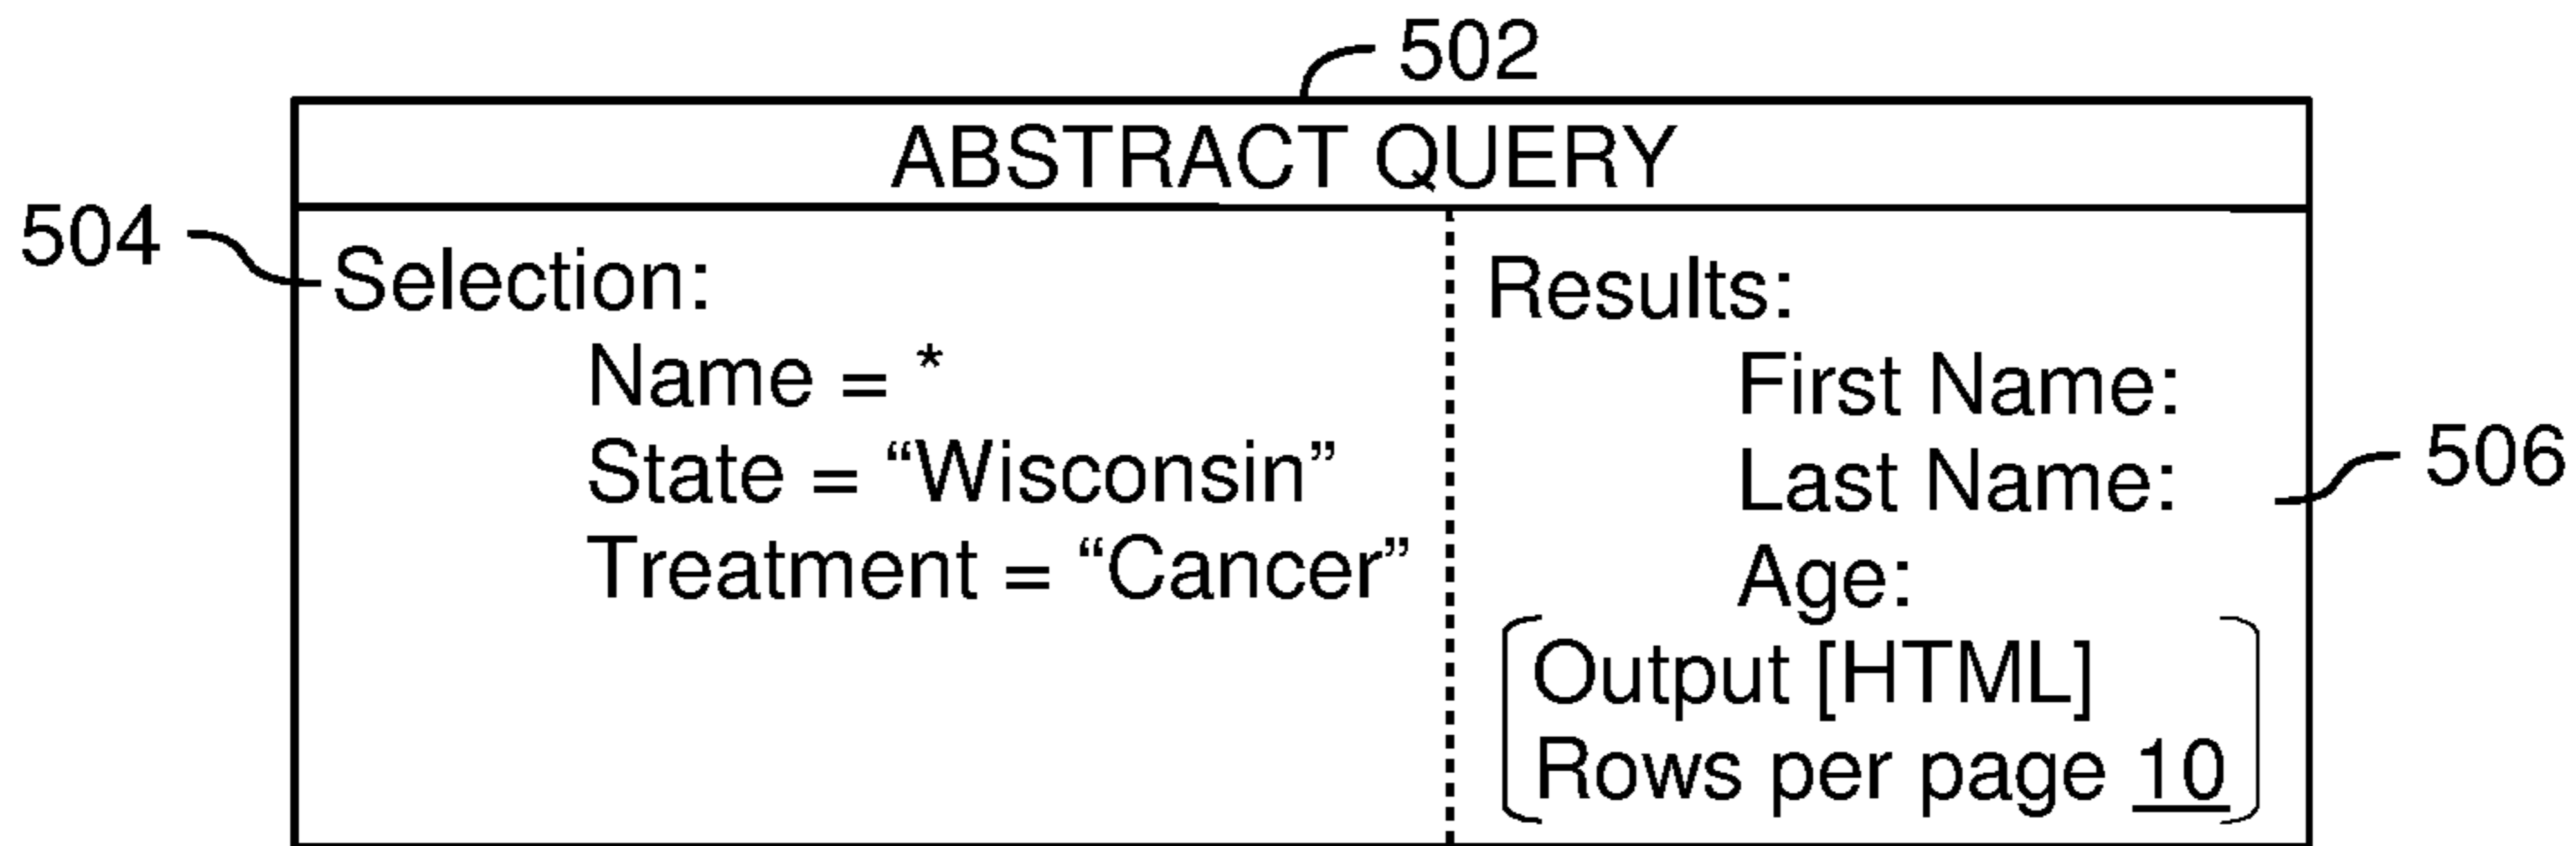 502
ABSTRACT QUERY
504
Selection:
Name = *
State = “Wisconsin”
Treatment = “Cancer”
Results:
First Name:
Last Name:
Age:
Output [HTML]
Rows per page 10
506